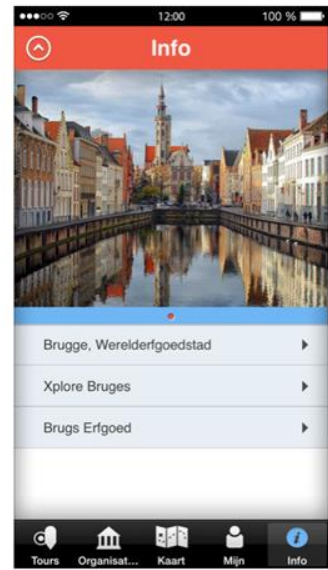 12:00 100 %
Info
Brugge, Werelderfgoedstad
Xplore Bruges
Brugs Erfgoed
Tours Organisat... Kaart Mijn Info